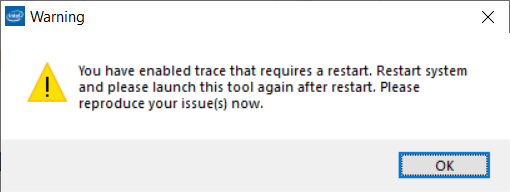 Warning
You have enabled trace that requires a restart. Restart system
and please launch this tool again after restart. Please
reproduce your issue(s) now.
OK